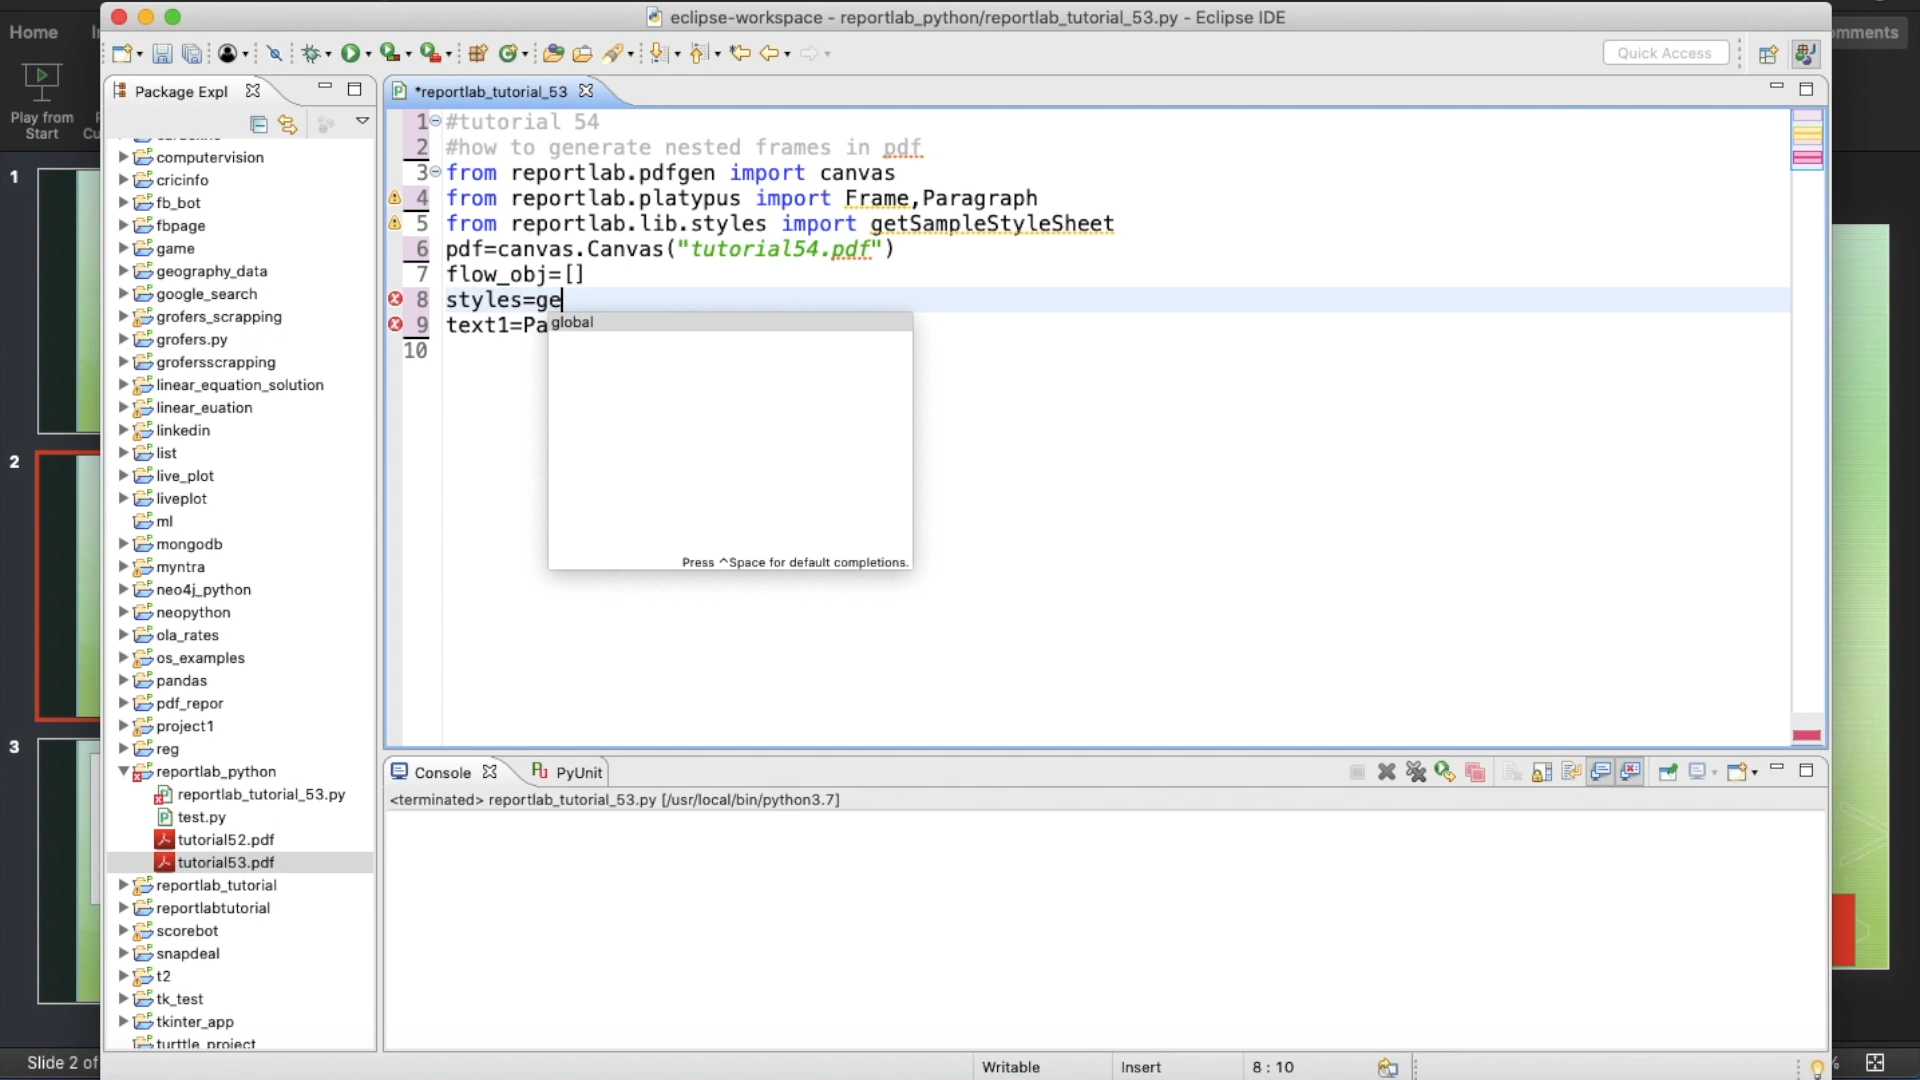 eclipse-workspace - reportlab_python/reportlab_tutorial_53.py - Eclipse IDE
Home
Quick Access
mments
Play from
Start
Package Expl
*reportlab_tutorial_53
1 #tutorial 54
2 #how to generate nested frames in pdf
3 from reportlab.pdfgen import canvas
4 from reportlab.platypus import Frame,Paragraph
5 from reportlab.lib.styles import getSampleStyleSheet
6 pdf=canvas.Canvas("tutorial54.pdf")
7 flow_obj=[]
8 styles=ge
9 text1=Pa
10
global
Press ^Space for default completions.
computervision
cricinfo
fb_bot
fbpage
game
geography_data
google_search
grofers_scrapping
grofers.py
grofersscrapping
linear_equation_solution
linear_euation
linkedin
list
live_plot
liveplot
ml
mongodb
myntra
neo4j_python
neopython
ola_rates
os_examples
pandas
pdf_repor
project1
reg
reportlab_python
reportlab_tutorial_53.py
test.py
tutorial52.pdf
tutorial53.pdf
reportlab_tutorial
reportlabtutorial
scorebot
snapdeal
t2
tk_test
tkinter_app
turttle_project
1
2
3
Console
PyUnit
<terminated> reportlab_tutorial_53.py [/usr/local/bin/python3.7]
Slide 2 of
Writable
Insert
8 : 10